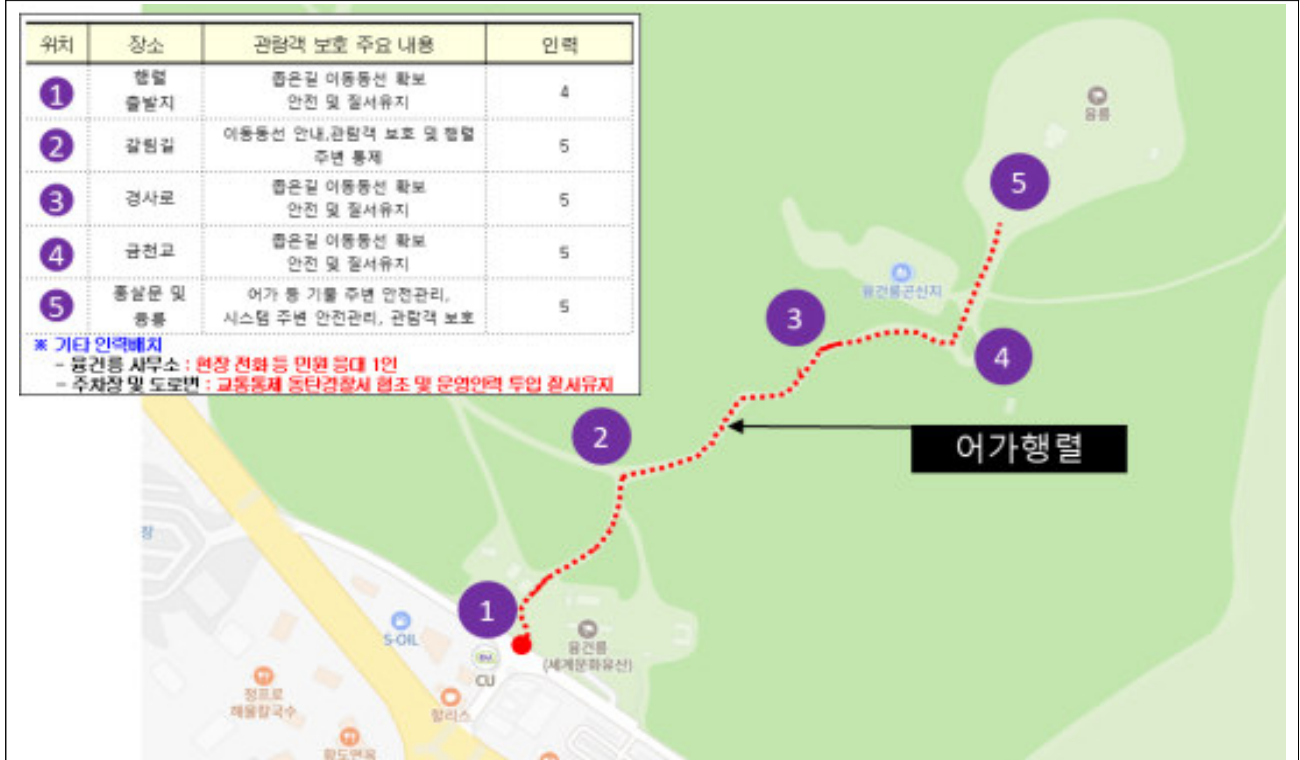 위치 장소 관람객 보호 주요 내용 인력
1 행렬 출발지 좁은길 이동동선 확보 4
안전 및 질서유지
2 갈림길 이동동선 안내,관람객 보호 및 행렬 5
주변 통제
3 경사로 좁은길 이동동선 확보 5
안전 및 질서유지
4 금천교 좁은길 이동동선 확보 5
안전 및 질서유지
5 홍살문 및 융릉 어가 등 기물 주변 안전관리, 5
시스템 주변 안전관리, 관람객 보호
※ 기타 인력배치
- 융건릉 사무소 : 현장 전화 등 민원 응대 1인
- 주차장 및 도로변 : 교통통제 동탄경찰서 협조 및 운영인력 투입 질서유지
융릉
5
융건릉곤신지
3
4
2
어가행렬
장
1
S-OIL
융건릉
(세계문화유산)
CU
정프로
해물칼국수
할리스
황도면옥